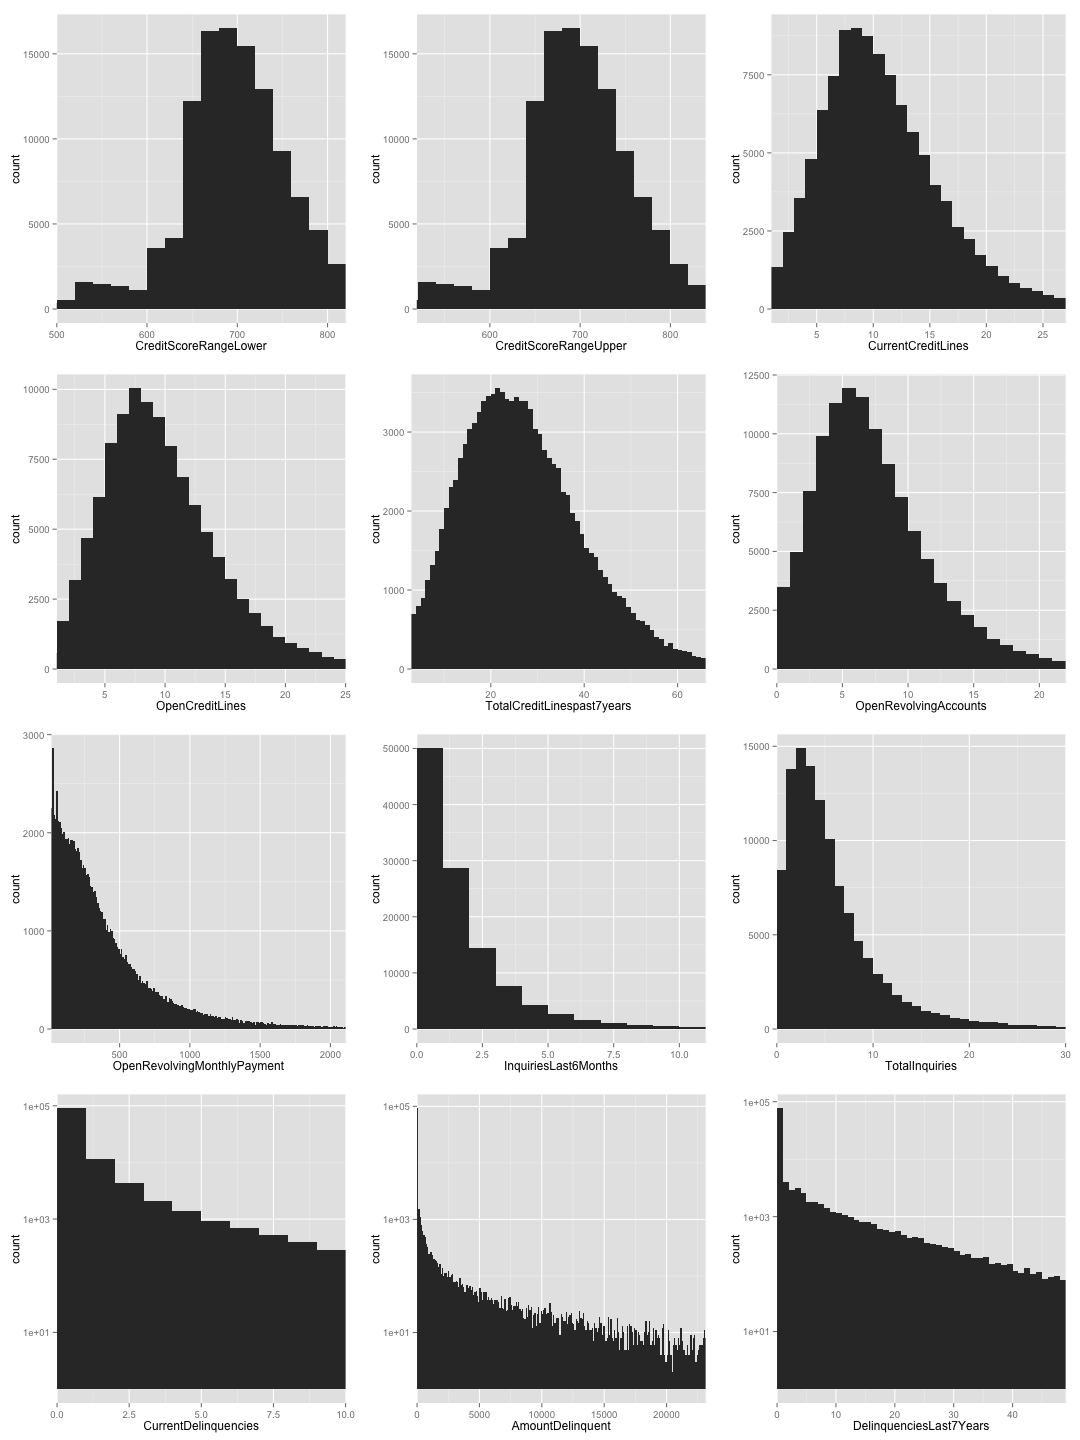 15000
10000
5000
0
count
500 600 700 800
CreditScoreRangeLower
15000
10000
5000
0
count
600 700 800
CreditScoreRangeUpper
7500
5000
2500
0
count
5 10 15 20 25
CurrentCreditLines
10000
7500
5000
2500
0
count
5 10 15 20 25
OpenCreditLines
3000
2000
1000
0
count
20 40 60
TotalCreditLinespast7years
12500
10000
7500
5000
2500
0
count
0 5 10 15 20
OpenRevolvingAccounts
3000
2000
1000
0
count
500 1000 1500 2000
OpenRevolvingMonthlyPayment
50000
40000
30000
20000
10000
0
count
0.0 2.5 5.0 7.5 10.0
InquiriesLast6Months
15000
10000
5000
0
count
0 10 20 30
TotalInquiries
1e+05
1e+03
1e+01
count
0.0 2.5 5.0 7.5 10.0
CurrentDelinquencies
1e+05
1e+03
1e+01
count
0 5000 10000 15000 20000
AmountDelinquent
1e+05
1e+03
1e+01
count
0 10 20 30 40
DelinquenciesLast7Years